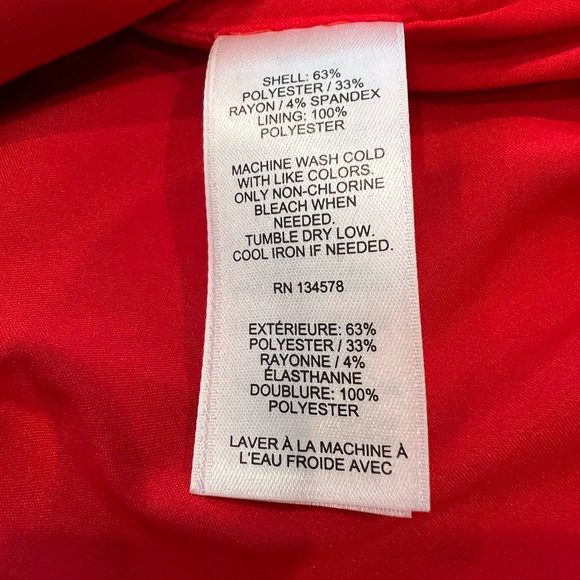 SHELL: 63%
POLYESTER / 33%
RAYON / 4% SPANDEX
LINING: 100%
POLYESTER
MACHINE WASH COLD
WITH LIKE COLORS.
ONLY NON-CHLORINE
BLEACH WHEN
NEEDED.
TUMBLE DRY LOW.
COOL IRON IF NEEDED.
RN 134578
EXTÉRIEURE: 63%
POLYESTER / 33%
RAYONNE / 4%
ÉLASTHANNE
DOUBLURE: 100%
POLYESTER
LAVER À LA MACHINE À
L'EAU FROIDE AVEC